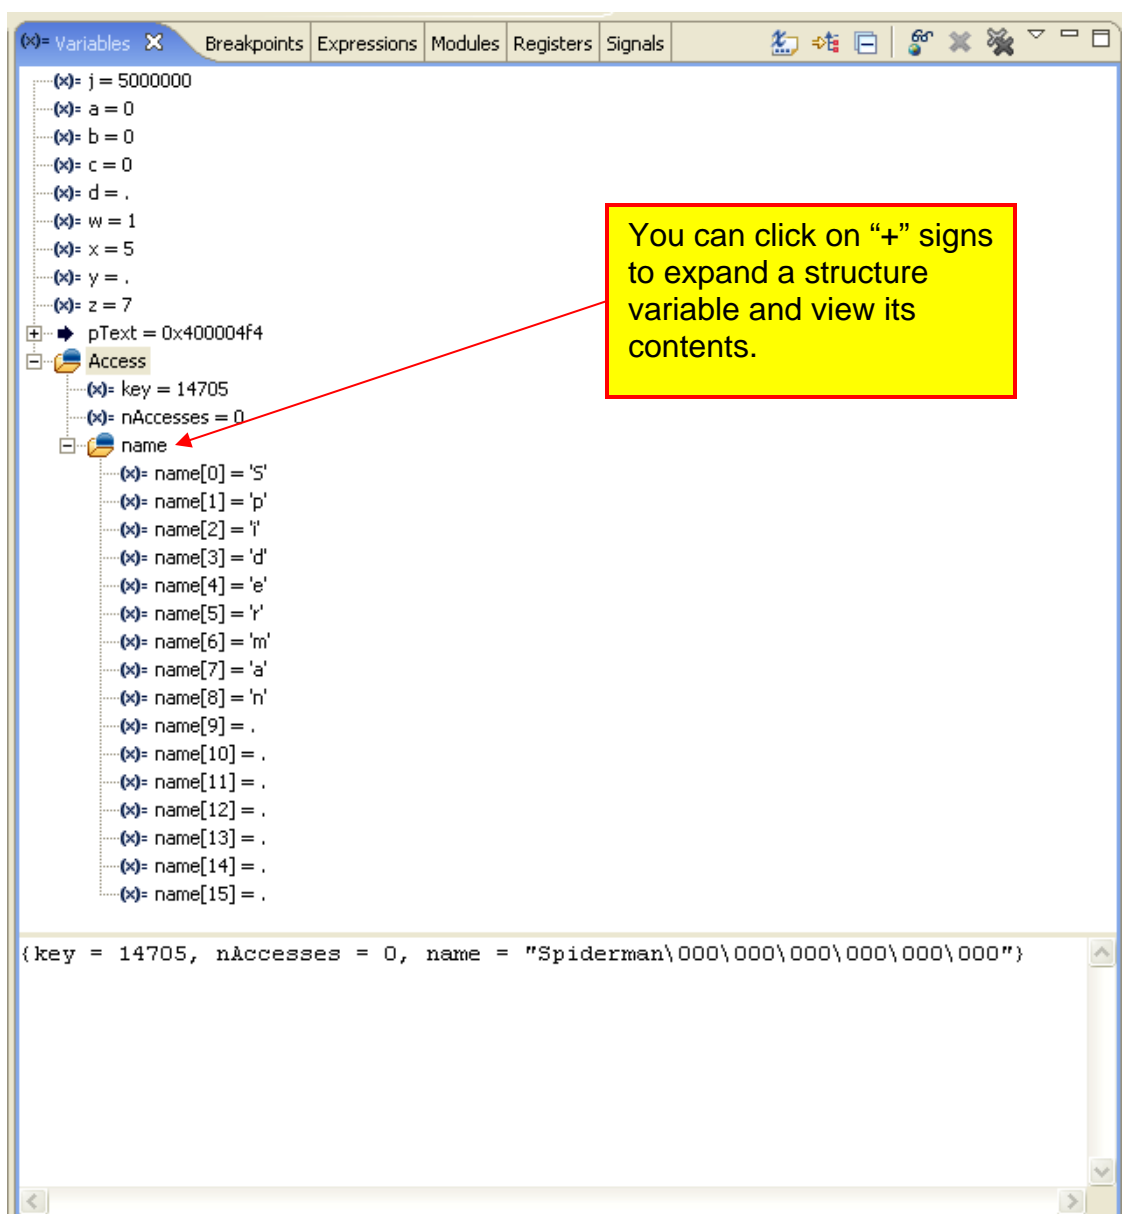 (x)= Variables Breakpoints Expressions Modules Registers Signals
(x)= j = 5000000
(x)= a = 0
(x)= b = 0
(x)= c = 0
(x)= d = .
(x)= w = 1
(x)= x = 5
(x)= y = .
(x)= z = 7
pText = 0x400004f4
Access
(x)= key = 14705
(x)= nAccesses = 0
name
(x)= name[0] = 'S'
(x)= name[1] = 'p'
(x)= name[2] = 'i'
(x)= name[3] = 'd'
(x)= name[4] = 'e'
(x)= name[5] = 'r'
(x)= name[6] = 'm'
(x)= name[7] = 'a'
(x)= name[8] = 'n'
(x)= name[9] = .
(x)= name[10] = .
(x)= name[11] = .
(x)= name[12] = .
(x)= name[13] = .
(x)= name[14] = .
(x)= name[15] = .
You can click on “+” signs
to expand a structure
variable and view its
contents.
{key = 14705, nAccesses = 0, name = "Spiderman\000\000\000\000\000\000"}